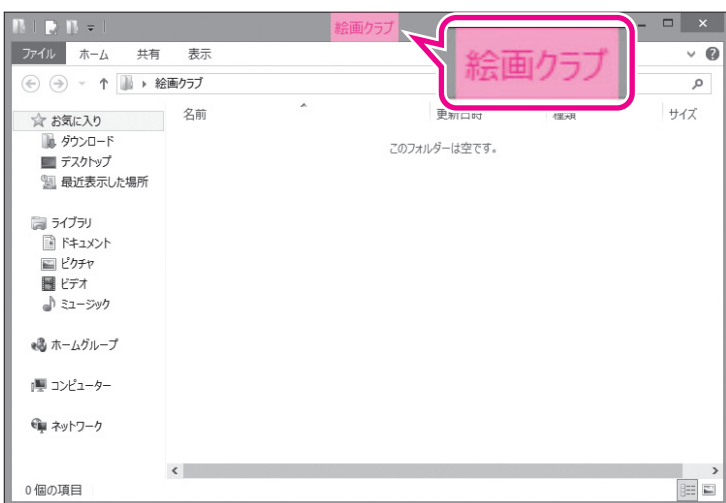 絵画クラブ
絵画クラブ
ファイル ホーム 共有 表示
絵画クラブ
名前 更新日時 種類 サイズ
このフォルダーは空です。
お気に入り
ダウンロード
デスクトップ
最近表示した場所
ライブラリ
ドキュメント
ピクチャ
ビデオ
ミュージック
ホームグループ
コンピューター
ネットワーク
0 個の項目